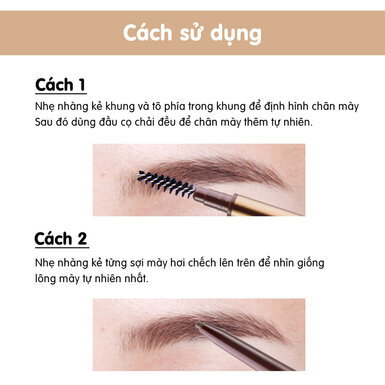 Cách sử dụng
Cách 1
Nhẹ nhàng kẻ khung và tô phía trong khung để định hình chân mày
Sau đó dùng đầu cọ chải đều để chân mày thêm tự nhiên.
Cách 2
Nhẹ nhàng kẻ từng sợi mày hơi chếch lên trên để nhìn giống
lông mày tự nhiên nhất.